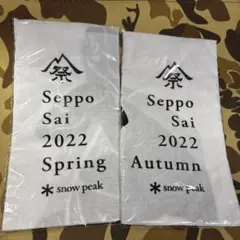 祭
Seppo
Sai
2022
Spring
snow peak
祭
Seppo
Sai
2022
Autumn
snow peak